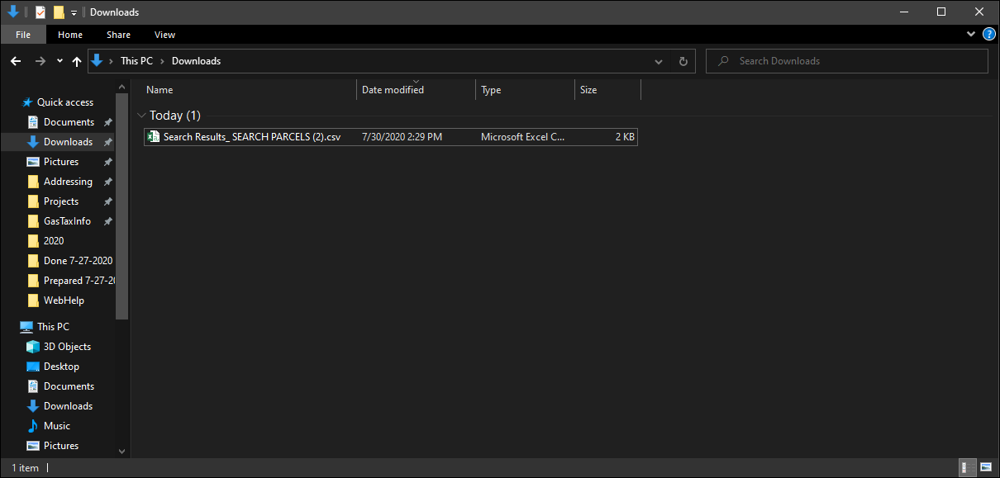 Downloads
File Home Share View
?
This PC > Downloads
Search Downloads
Name Date modified Type Size
Today (1)
Search Results_ SEARCH PARCELS (2).csv 7/30/2020 2:29 PM Microsoft Excel C... 2 KB
Quick access
Documents
Downloads
Pictures
Addressing
Projects
GasTaxInfo
2020
Done 7-27-2020
Prepared 7-27-20
WebHelp
This PC
3D Objects
Desktop
Documents
Downloads
Music
Pictures
1 item